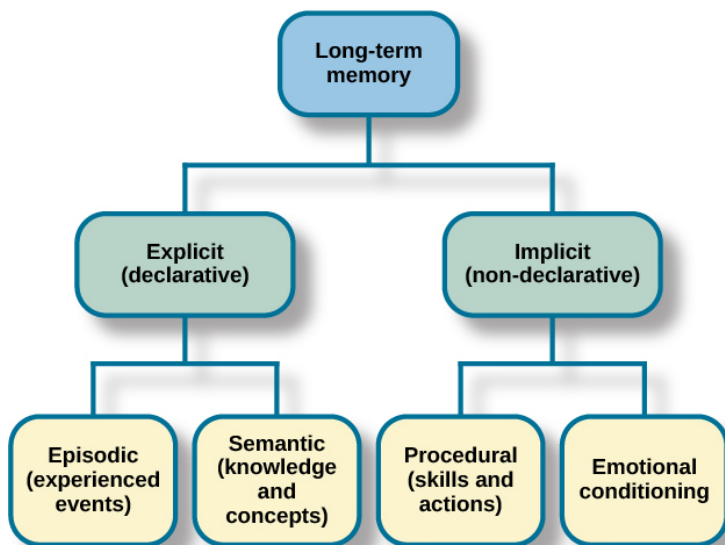 Long-term
memory
Explicit
(declarative)
Implicit
(non-declarative)
Episodic
(experienced
events)
Semantic
(knowledge
and
concepts)
Procedural
(skills and
actions)
Emotional
conditioning